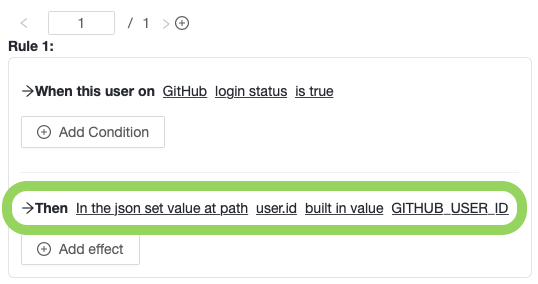 1 / 1
Rule 1:
When this user on GitHub login status is true
Add Condition
Then In the json set value at path user.id built in value GITHUB_USER_ID
Add effect